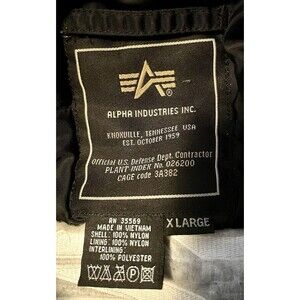 ®
ALPHA INDUSTRIES INC.
KNOXVILLE, TENNESSEE USA
EST. OCTOBER 1959
Official U.S. Defense Dept. Contractor
PLANT INDEX No. 026200
CAGE code 3A382
X LARGE
RN 35569
MADE IN VIETNAM
SHELL: 100% NYLON
LINING: 100% NYLON
INTERLINING:
100% POLYESTER